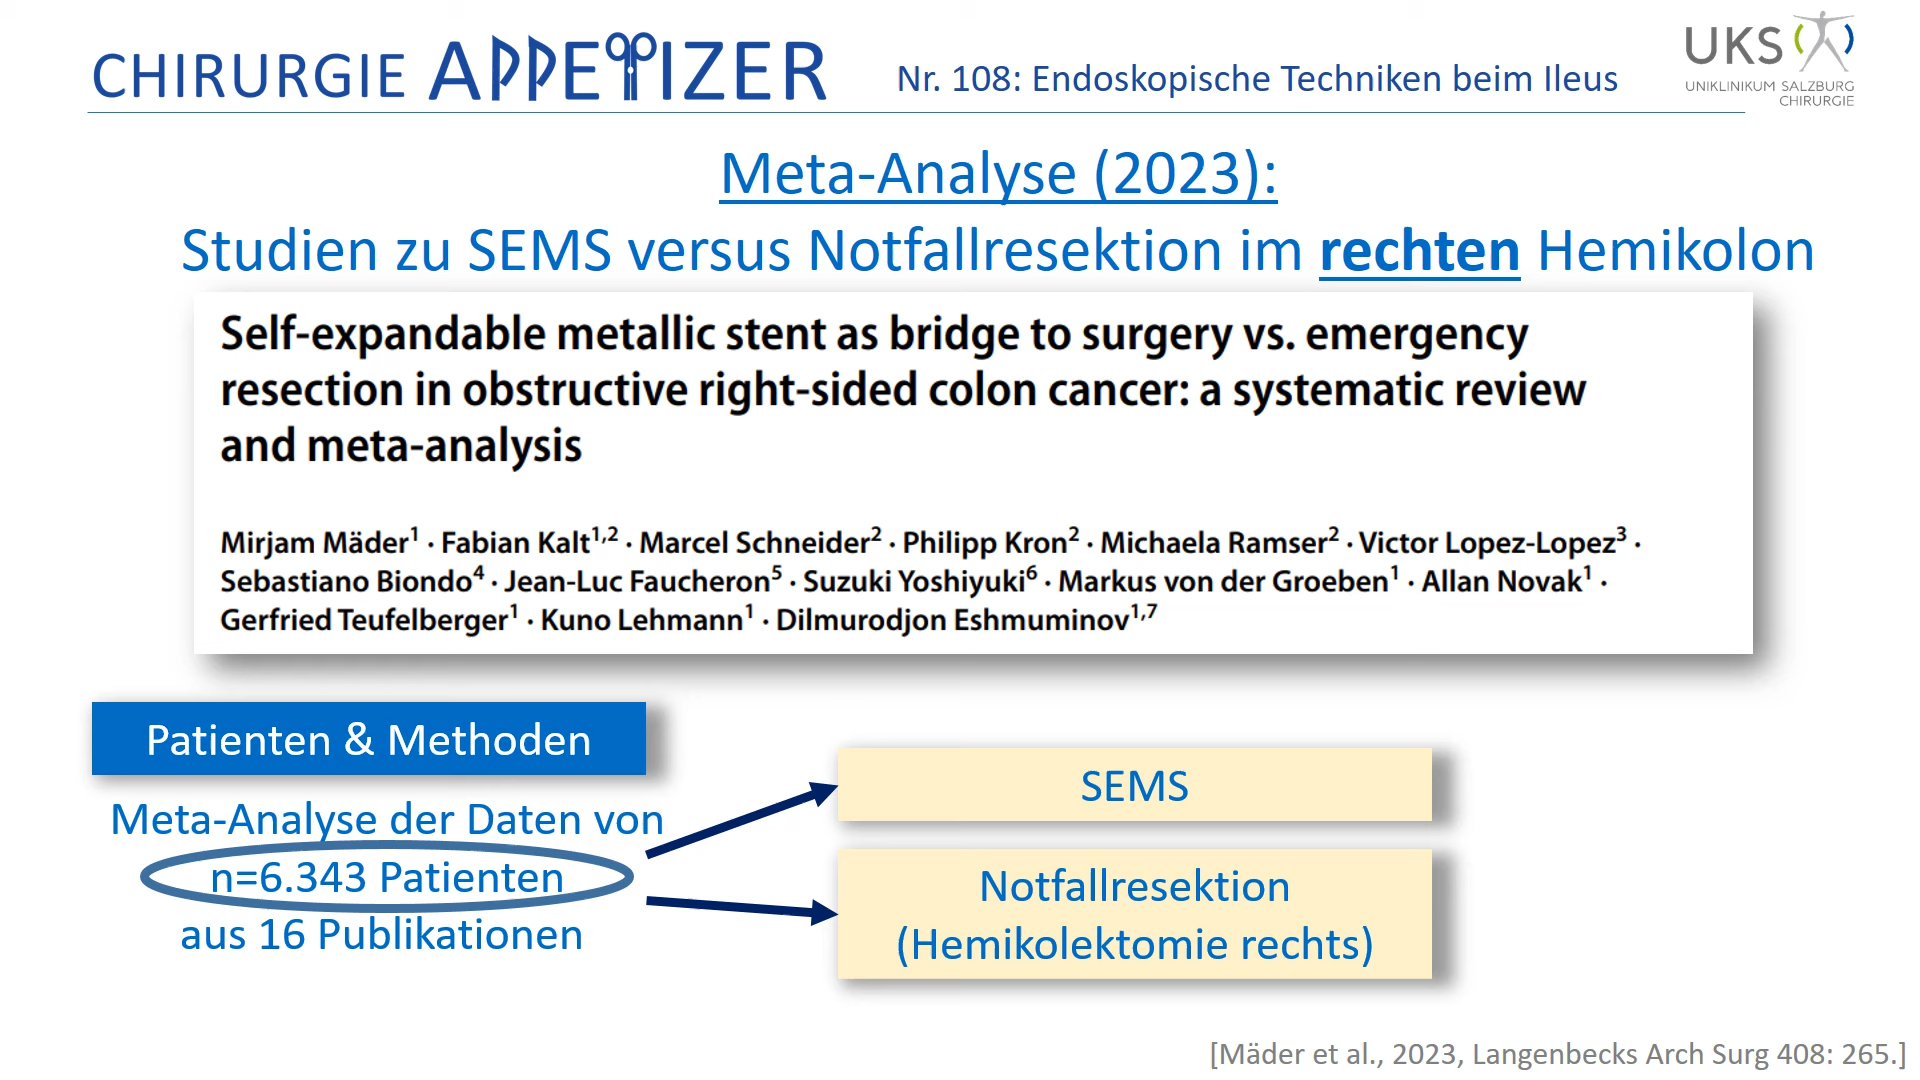 CHIRURGIE APPETIZER
Nr. 108: Endoskopische Techniken beim Ileus
UKS
UNIKLINIKUM SALZBURG
CHIRURGIE
Meta-Analyse (2023):
Studien zu SEMS versus Notfallresektion im rechten Hemikolon
Self-expandable metallic stent as bridge to surgery vs. emergency
resection in obstructive right-sided colon cancer: a systematic review
and meta-analysis
Mirjam Mäder1 · Fabian Kalt1,2 · Marcel Schneider2 · Philipp Kron2 · Michaela Ramser2 · Victor Lopez-Lopez3 ·
Sebastiano Biondo4 · Jean-Luc Faucheron5 · Suzuki Yoshiyuki6 · Markus von der Groeben1 · Allan Novak1 ·
Gerfried Teufelberger1 · Kuno Lehmann1 · Dilmurodjon Eshmuminov1,7
Patienten & Methoden
Meta-Analyse der Daten von
n=6.343 Patienten
aus 16 Publikationen
SEMS
Notfallresektion
(Hemikolektomie rechts)
[Mäder et al., 2023, Langenbecks Arch Surg 408: 265.]